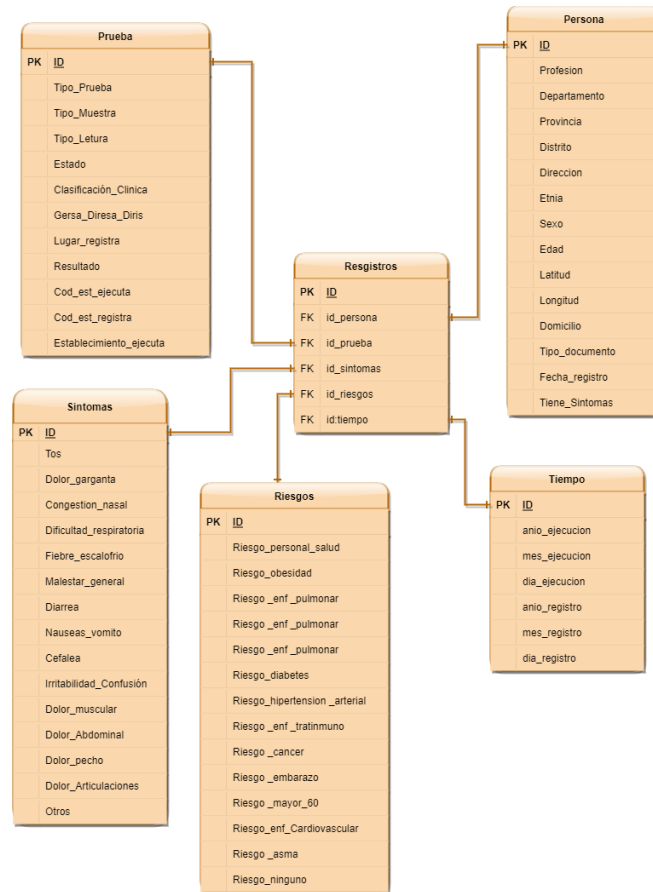 Prueba
PK ID
Tipo_Prueba
Tipo_Muestra
Tipo_Letura
Estado
Clasificación_Clinica
Gersa_Diresa_Diris
Lugar_registra
Resultado
Cod_est_ejecuta
Cod_est_registra
Establecimiento_ejecuta
Persona
PK ID
Profesion
Departamento
Provincia
Distrito
Direccion
Etnia
Sexo
Edad
Latitud
Longitud
Domicilio
Tipo_documento
Fecha_registro
Tiene_Sintomas
Resgistros
PK ID
FK id_persona
FK id_prueba
FK id_sintomas
FK id_riesgos
FK id:tiempo
Sintomas
PK ID
Tos
Dolor_garganta
Congestion_nasal
Dificultad_respiratoria
Fiebre_escalofrio
Malestar_general
Diarrea
Nauseas_vomito
Cefalea
Irritabilidad_Confusión
Dolor_muscular
Dolor_Abdominal
Dolor_pecho
Dolor_Articulaciones
Otros
Riesgos
PK ID
Riesgo_personal_salud
Riesgo_obesidad
Riesgo _enf _pulmonar
Riesgo _enf _pulmonar
Riesgo _enf _pulmonar
Riesgo_diabetes
Riesgo_hipertension _arterial
Riesgo _enf_tratinmuno
Riesgo _cancer
Riesgo _embarazo
Riesgo _mayor_60
Riesgo_enf_Cardiovascular
Riesgo _asma
Riesgo_ninguno
Tiempo
PK ID
anio_ejecucion
mes_ejecucion
dia_ejecucion
anio_registro
mes_registro
dia_registro